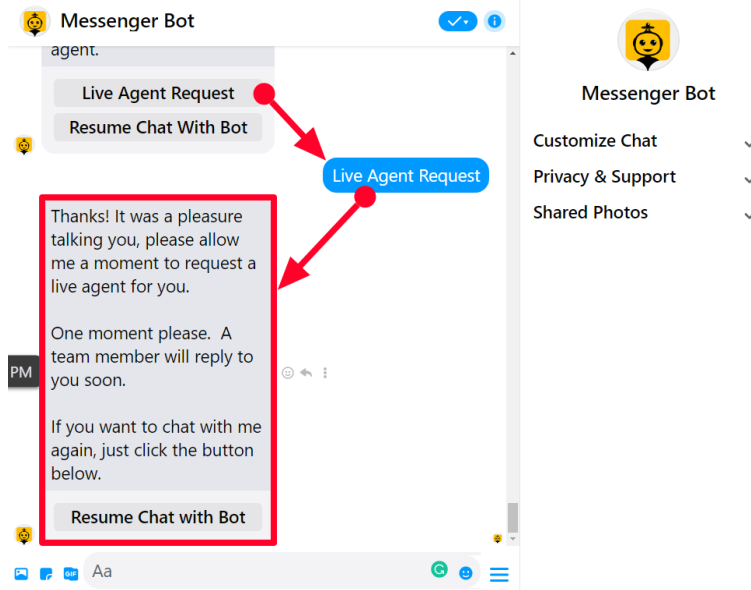 Messenger Bot
agent.
Live Agent Request
Resume Chat With Bot
Live Agent Request
Thanks! It was a pleasure
talking you, please allow
me a moment to request a
live agent for you.
One moment please.  A
team member will reply to
you soon.
If you want to chat with me
again, just click the button
below.
Resume Chat with Bot
PM
GIF
Aa
G
Messenger Bot
Customize Chat
Privacy & Support
Shared Photos